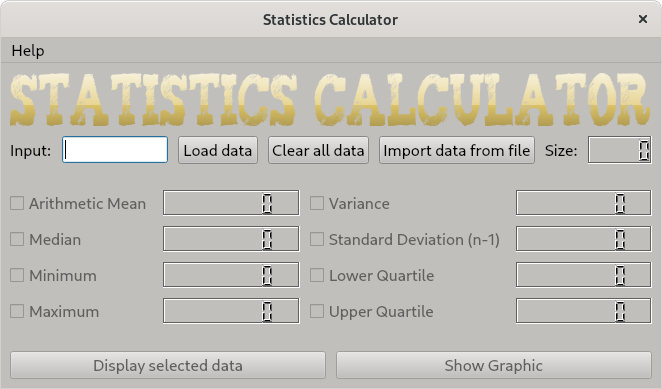 Statistics Calculator ×
Help
STATISTICS CALCULATOR
Input: Load data Clear all data Import data from file Size: 0
Arithmetic Mean 0 Variance 0
Median 0 Standard Deviation (n-1) 0
Minimum 0 Lower Quartile 0
Maximum 0 Upper Quartile 0
Display selected data Show Graphic